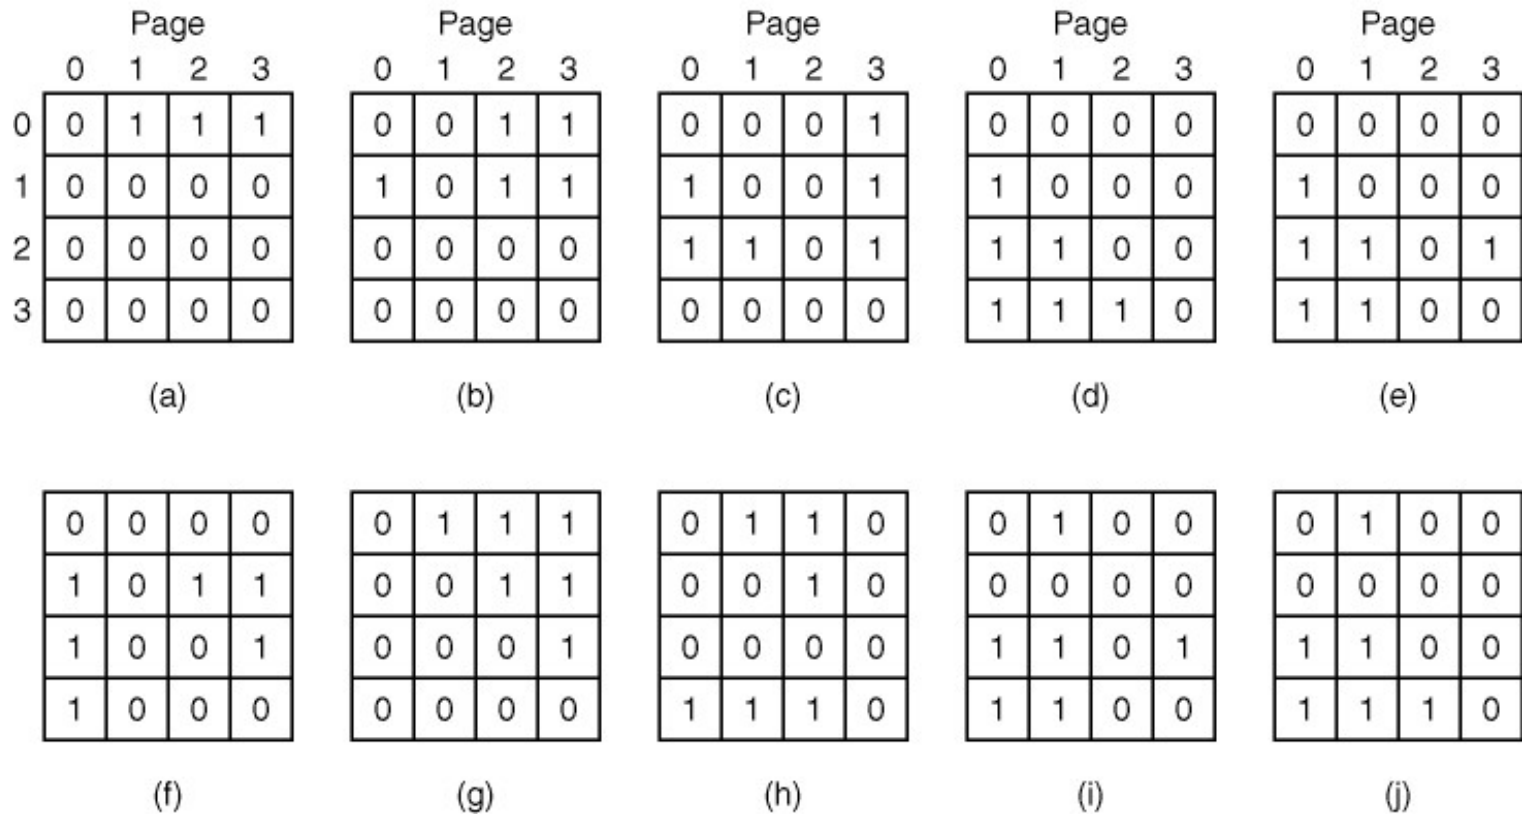 Page Page Page Page Page
0 1 2 3 0 1 2 3 0 1 2 3 0 1 2 3 0 1 2 3
0 0 1 1 1 0 0 1 1 0 0 0 1 0 0 0 0 0 0 0 0
1 0 0 0 0 1 0 1 1 1 0 0 1 1 0 0 0 1 0 0 0
2 0 0 0 0 0 0 0 0 1 1 0 1 1 1 0 0 1 1 0 1
3 0 0 0 0 0 0 0 0 0 0 0 0 1 1 1 0 1 1 0 0
(a) (b) (c) (d) (e)
0 0 0 0 0 1 1 1 0 1 1 0 0 1 0 0 0 1 0 0
1 0 1 1 0 0 1 1 0 0 1 0 0 0 0 0 0 0 0 0
1 0 0 1 0 0 0 1 0 0 0 0 1 1 0 1 1 1 0 0
1 0 0 0 0 0 0 0 1 1 1 0 1 1 0 0 1 1 1 0
(f) (g) (h) (i) (j)